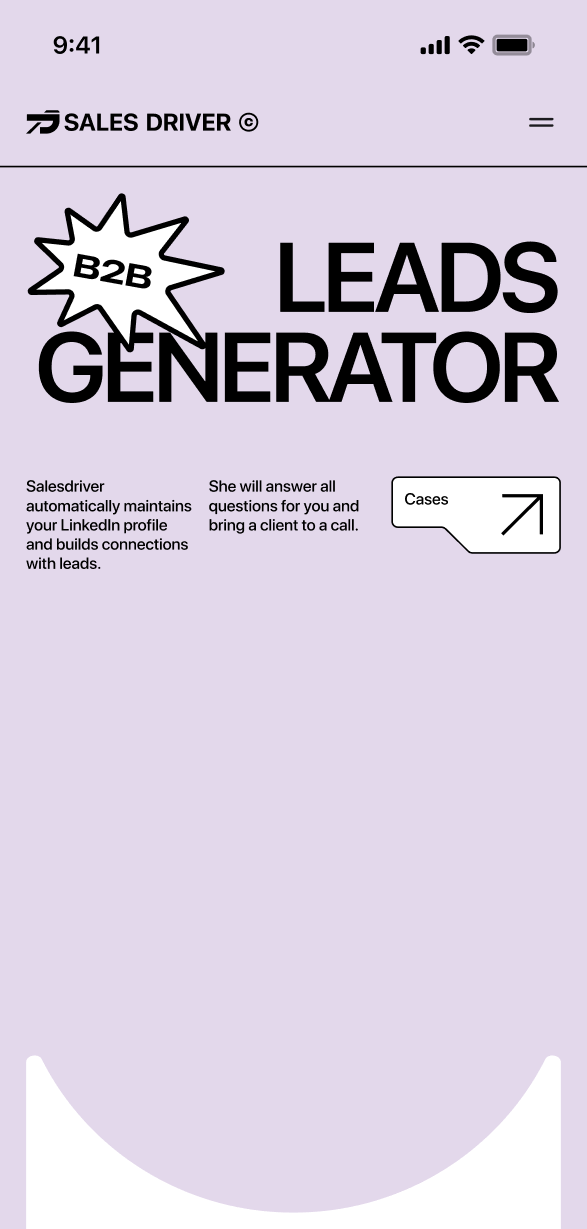 9:41
SALES DRIVER ©
B2B
LEADS
GENERATOR
Salesdriver
automatically maintains
your LinkedIn profile
and builds connections
with leads.
She will answer all
questions for you and
bring a client to a call.
Cases